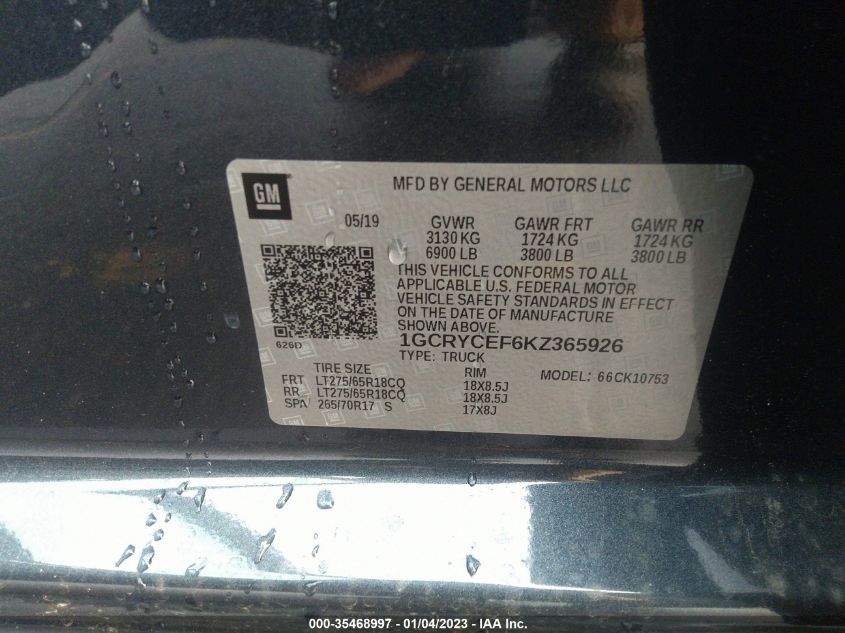 GM
MFD BY GENERAL MOTORS LLC
05/19 GVWR GAWR FRT GAWR RR
3130 KG 1724 KG 1724 KG
6900 LB 3800 LB 3800 LB
THIS VEHICLE CONFORMS TO ALL
APPLICABLE U.S. FEDERAL MOTOR
VEHICLE SAFETY STANDARDS IN EFFECT
ON THE DATE OF MANUFACTURE
SHOWN ABOVE.
626D
1GCRYCEF6KZ365926
TYPE: TRUCK
TIRE SIZE RIM MODEL: 66CK10753
FRT LT275/65R18CQ 18X8.5J
RR LT275/65R18CQ 18X8.5J
SPA 265/70R17 S 17X8J
000-35468997 - 01/04/2023 - IAA Inc.